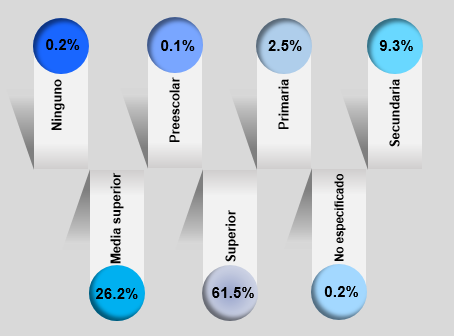 0.2%
Ninguno
0.1%
Preescolar
2.5%
Primaria
9.3%
Secundaria
Media superior
26.2%
Superior
61.5%
No especificado
0.2%